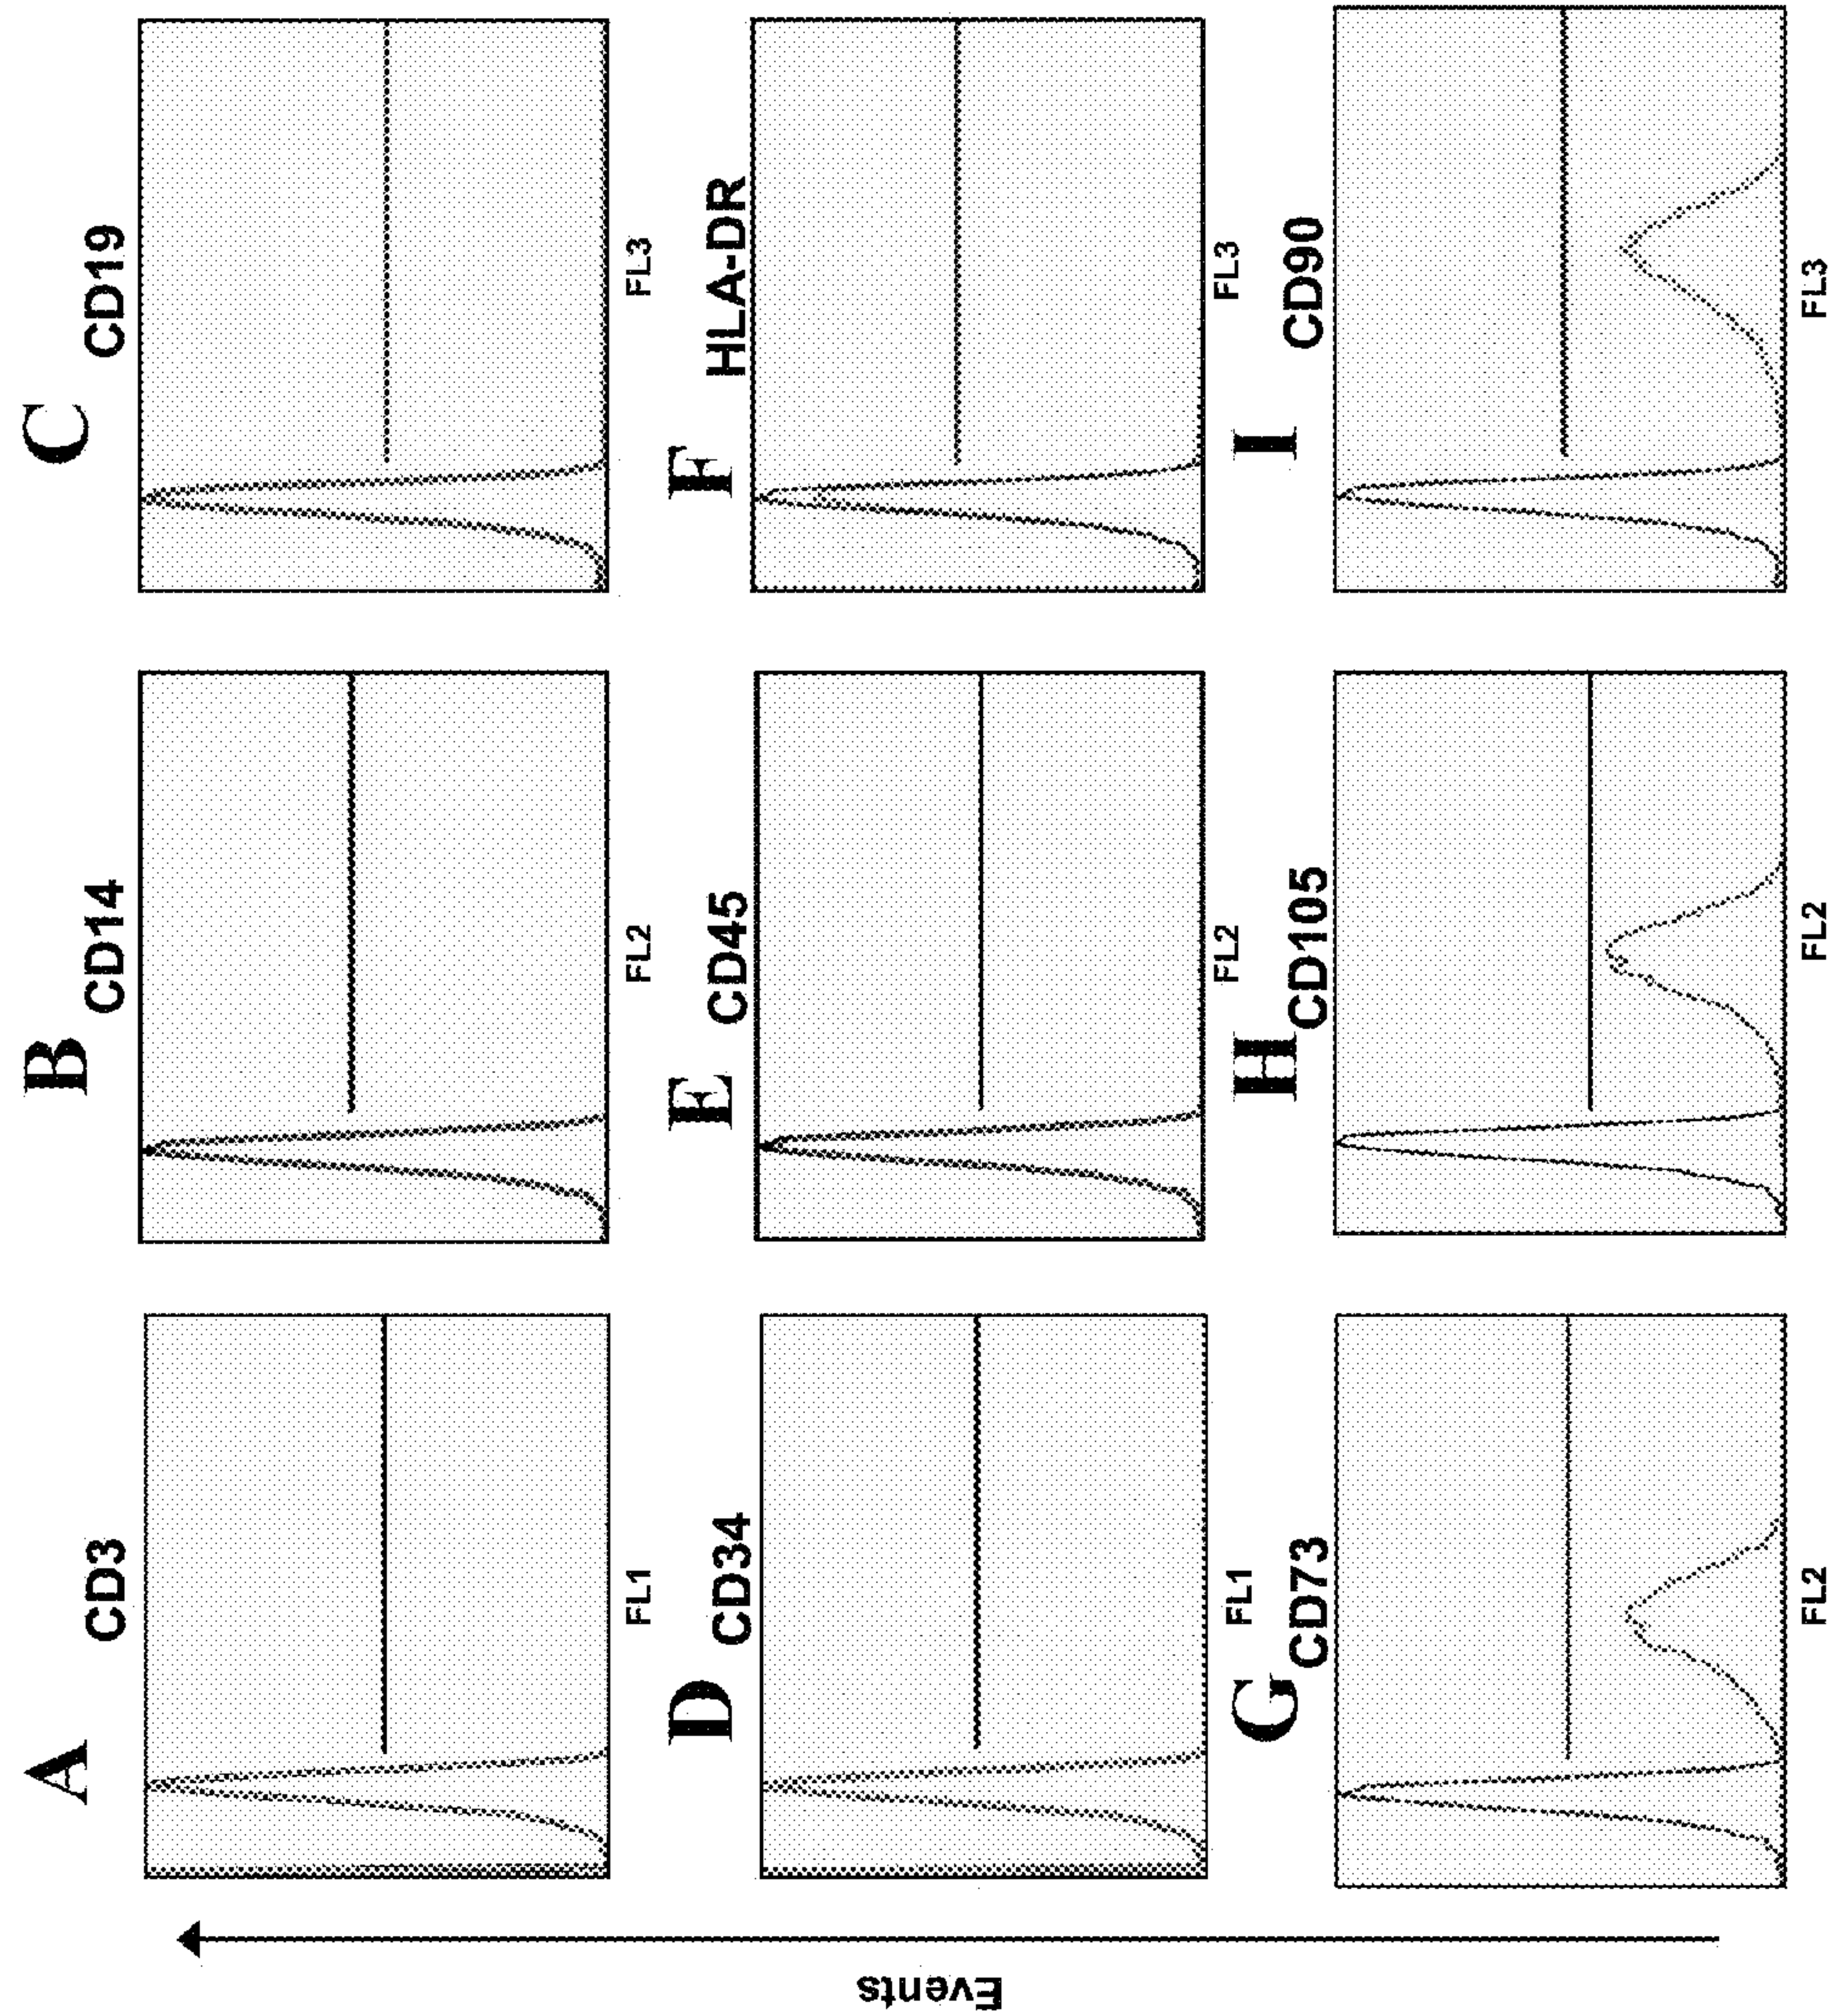 A CD3
B CD14
C CD19
FL1
FL2
FL3
D CD34
E CD45
F HLA-DR
FL1
FL2
FL3
G CD73
H CD105
I CD90
FL2
FL2
FL3
Events